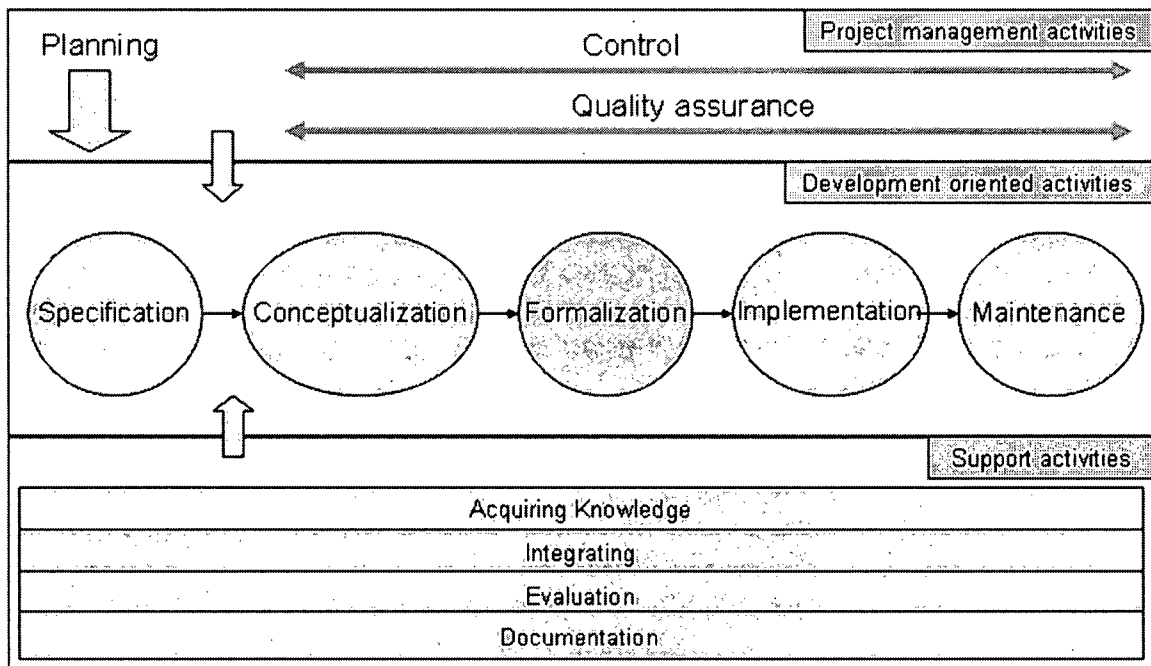 Project management activities
Planning
Control
Quality assurance
Development oriented activities
Specification
Conceptualization
Formalization
Implementation
Maintenance
Support activities
Acquiring Knowledge
Integrating
Evaluation
Documentation